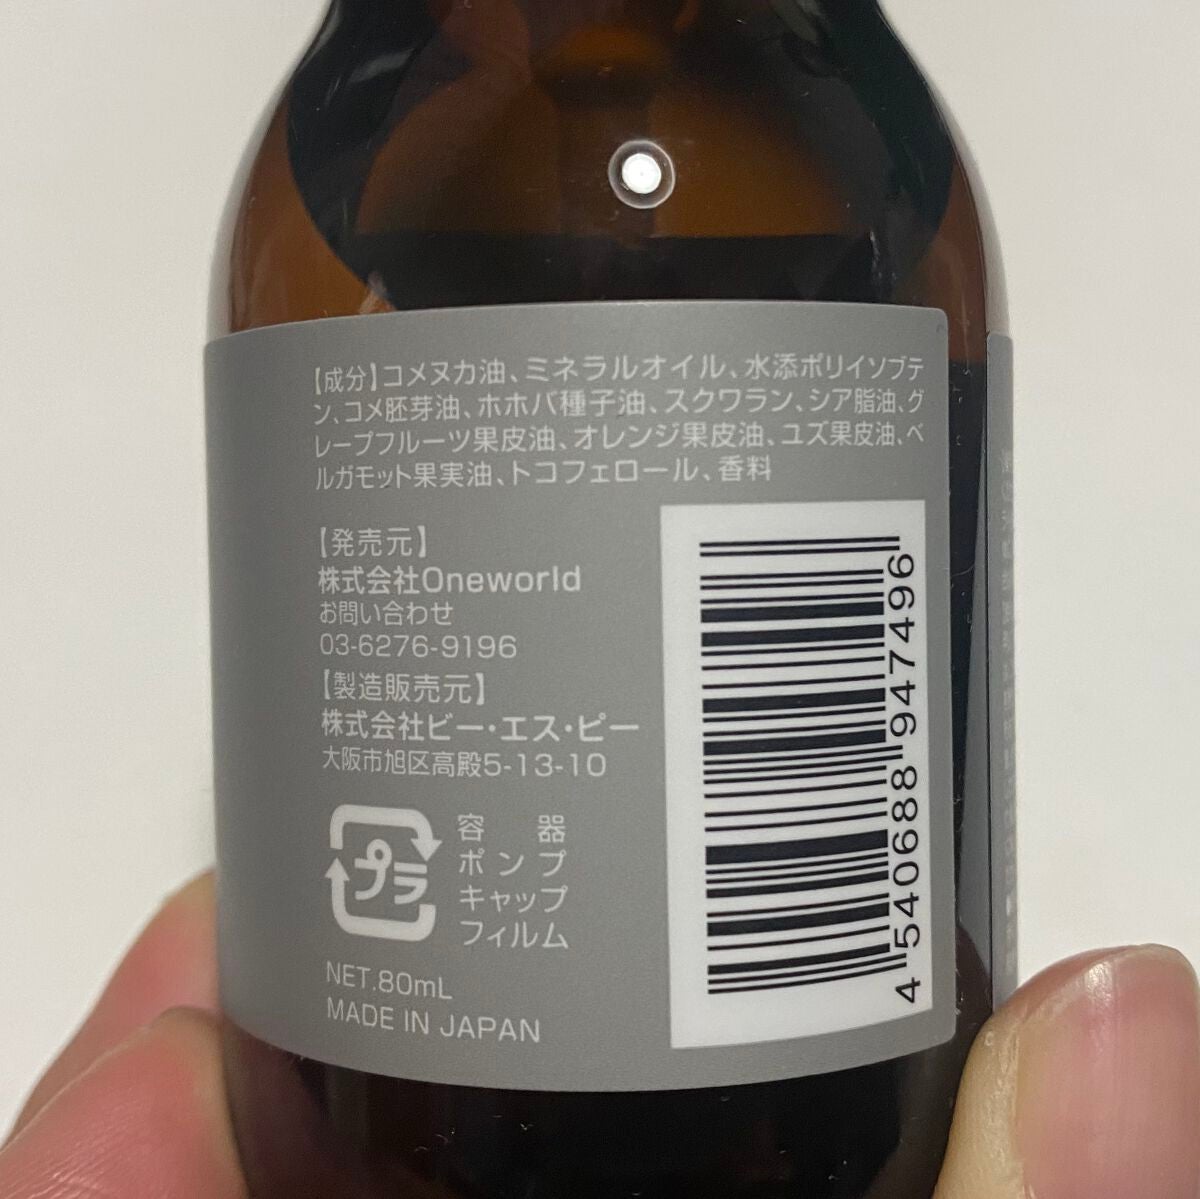 【成分】コメヌカ油、ミネラルオイル、水添ポリイソブテ
ン、コメ胚芽油、ホホバ種子油、スクワラン、シア脂油、グ
レープフルーツ果皮油、オレンジ果皮油、ユズ果皮油、ベ
ルガモット果実油、トコフェロール、香料
【発売元】
株式会社Oneworld
お問い合わせ
03-6276-9196
【製造販売元】
株式会社ビー・エス・ピー
大阪市旭区高殿5-13-10
プラ
容 器
ポンプ
キャップ
フィルム
NET.80mL
MADE IN JAPAN
4 540688 947496